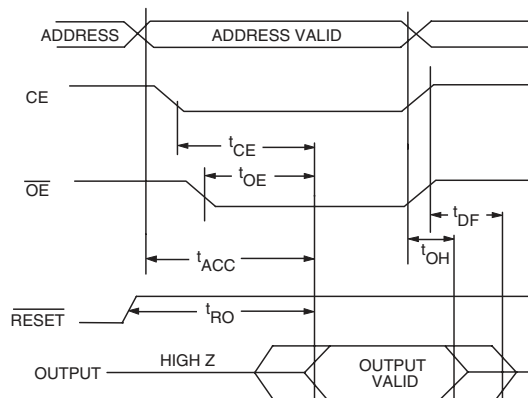 ADDRESS
ADDRESS VALID
CE
tCE
tOE
OE
tDF
tOH
tACC
RESET
tRO
OUTPUT
HIGH Z
OUTPUT
VALID